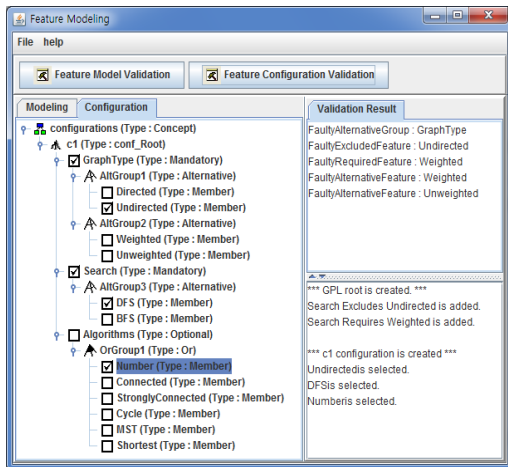 Feature Modeling
File help
Feature Model Validation
Feature Configuration Validation
Modeling
Configuration
configurations (Type : Concept)
c1 (Type : conf_Root)
GraphType (Type : Mandatory)
AltGroup1 (Type : Alternative)
Directed (Type : Member)
Undirected (Type : Member)
AltGroup2 (Type : Alternative)
Weighted (Type : Member)
Unweighted (Type : Member)
Search (Type : Mandatory)
AltGroup3 (Type : Alternative)
DFS (Type : Member)
BFS (Type : Member)
Algorithms (Type : Optional)
OrGroup1 (Type : Or)
Number (Type : Member)
Connected (Type : Member)
StronglyConnected (Type : Member)
Cycle (Type : Member)
MST (Type : Member)
Shortest (Type : Member)
Validation Result
FaultyAlternativeGroup : GraphType
FaultyExcludedFeature : Undirected
FaultyRequiredFeature : Weighted
FaultyAlternativeFeature : Weighted
FaultyAlternativeFeature : Unweighted
*** GPL root is created. ***
Search Excludes Undirected is added.
Search Requires Weighted is added.
*** c1 configuration is created ***
Undirectedis selected.
DFSis selected.
Numberis selected.